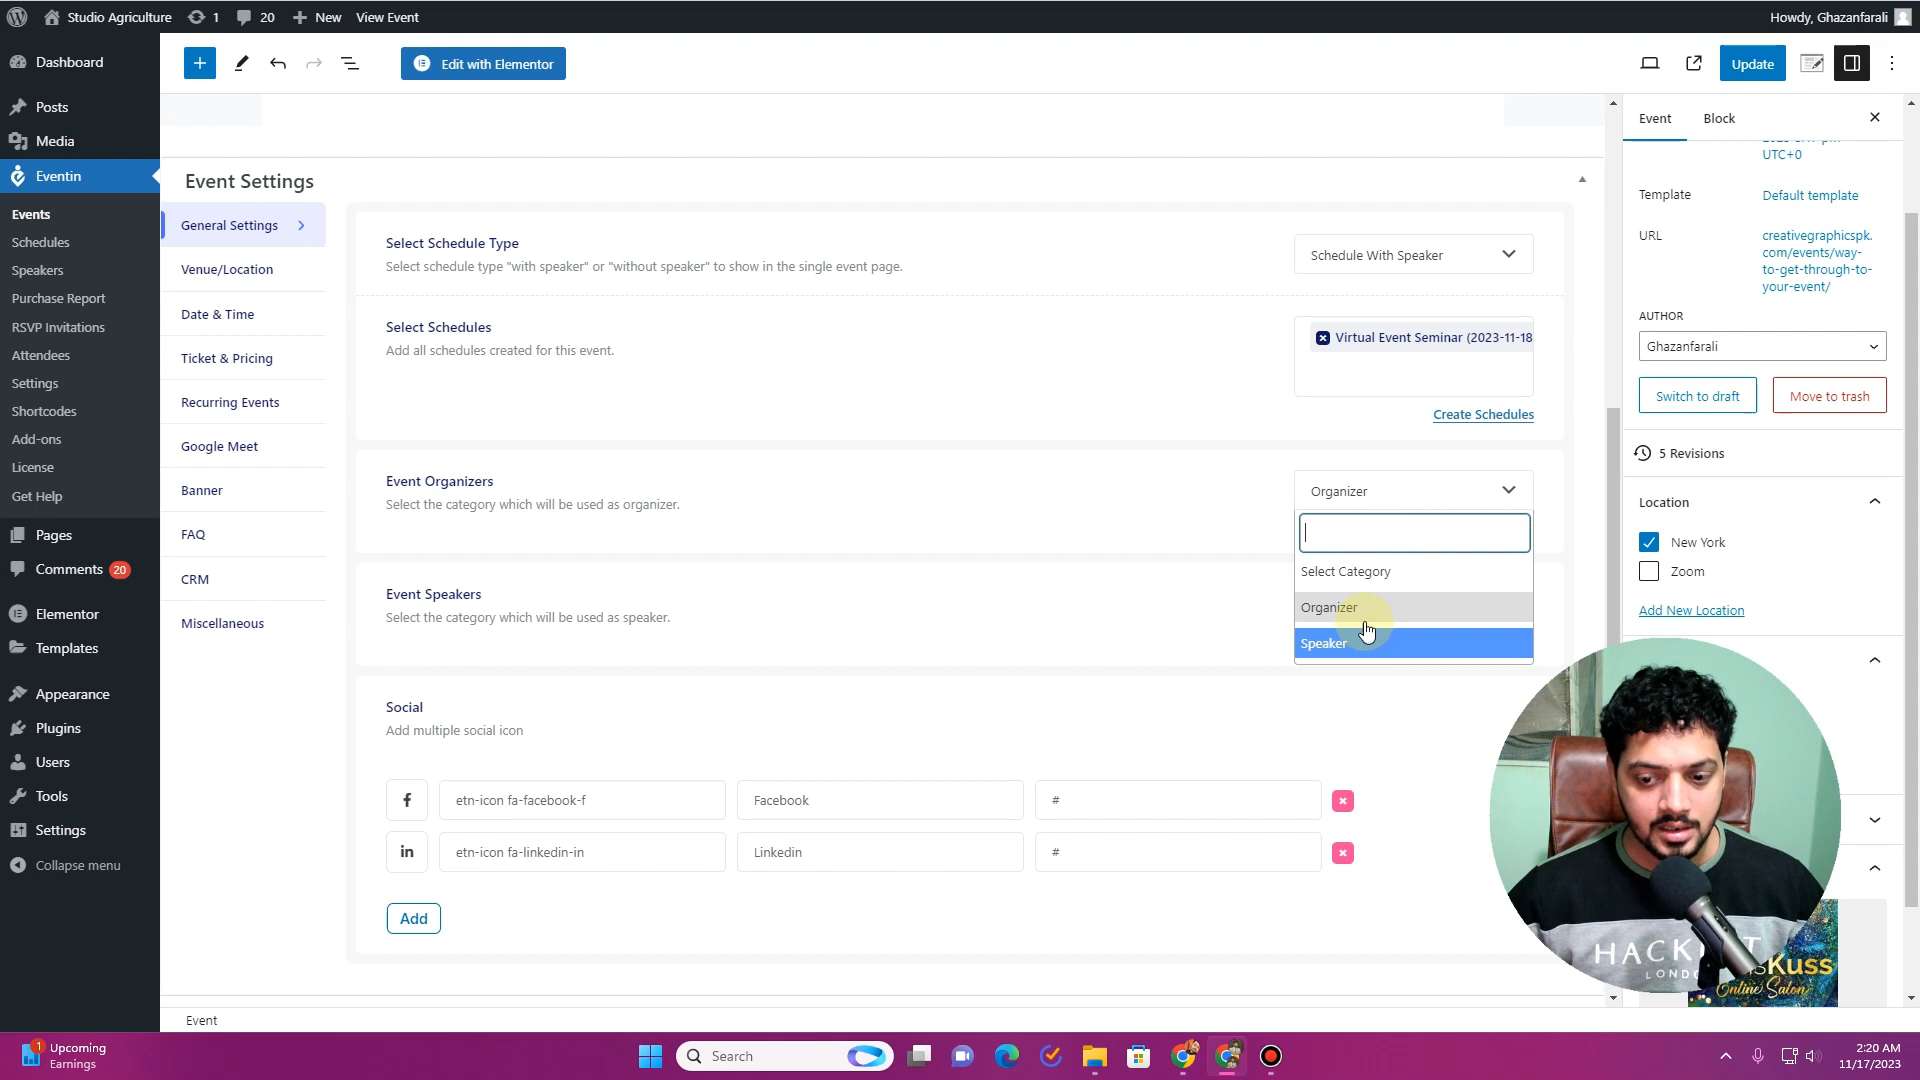 Studio Agriculture
1
20
New
View Event
Howdy, Ghazanfarali
Dashboard
Posts
Media
Eventin
Events
Schedules
Speakers
Purchase Report
RSVP Invitations
Attendees
Settings
Shortcodes
Add-ons
License
Get Help
Pages
Comments 20
Elementor
Templates
Appearance
Plugins
Users
Tools
Settings
Collapse menu
Edit with Elementor
Update
Event Settings
General Settings
Venue/Location
Date & Time
Ticket & Pricing
Recurring Events
Google Meet
Banner
FAQ
CRM
Miscellaneous
Select Schedule Type
Select schedule type "with speaker" or "without speaker" to show in the single event page.
Schedule With Speaker
Select Schedules
Add all schedules created for this event.
Virtual Event Seminar (2023-11-18
Create Schedules
Event Organizers
Select the category which will be used as organizer.
Organizer
Select Category
Organizer
Speaker
Event Speakers
Select the category which will be used as speaker.
Social
Add multiple social icon
etn-icon fa-facebook-f
Facebook
#
etn-icon fa-linkedin-in
Linkedin
#
Add
Event
Event
Block
UTC+0
Template
Default template
URL
creativegraphicspk.
com/events/way-
to-get-through-to-
your-event/
AUTHOR
Ghazanfarali
Switch to draft
Move to trash
5 Revisions
Location
New York
Zoom
Add New Location
LONDO
Kuss
Online Salon
1
Upcoming
Earnings
Search
2:20 AM
11/17/2023